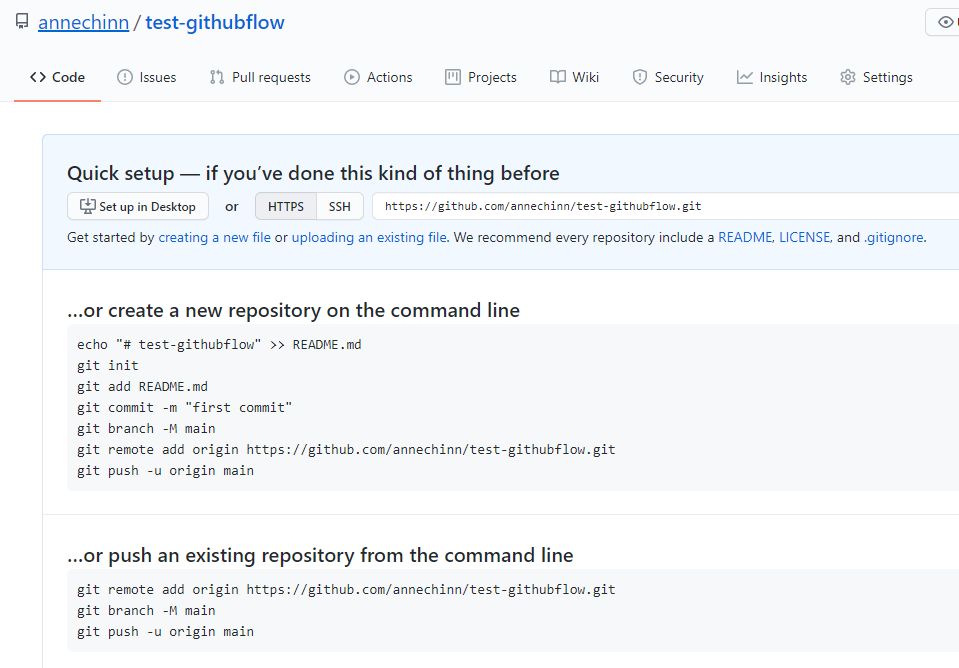 annechinn / test-githubflow
Code Issues Pull requests Actions Projects Wiki Security Insights Settings
Quick setup — if you’ve done this kind of thing before
Set up in Desktop or HTTPS SSH https://github.com/annechinn/test-githubflow.git
Get started by creating a new file or uploading an existing file. We recommend every repository include a README, LICENSE, and .gitignore.
…or create a new repository on the command line
echo "# test-githubflow" >> README.md
git init
git add README.md
git commit -m "first commit"
git branch -M main
git remote add origin https://github.com/annechinn/test-githubflow.git
git push -u origin main
…or push an existing repository from the command line
git remote add origin https://github.com/annechinn/test-githubflow.git
git branch -M main
git push -u origin main